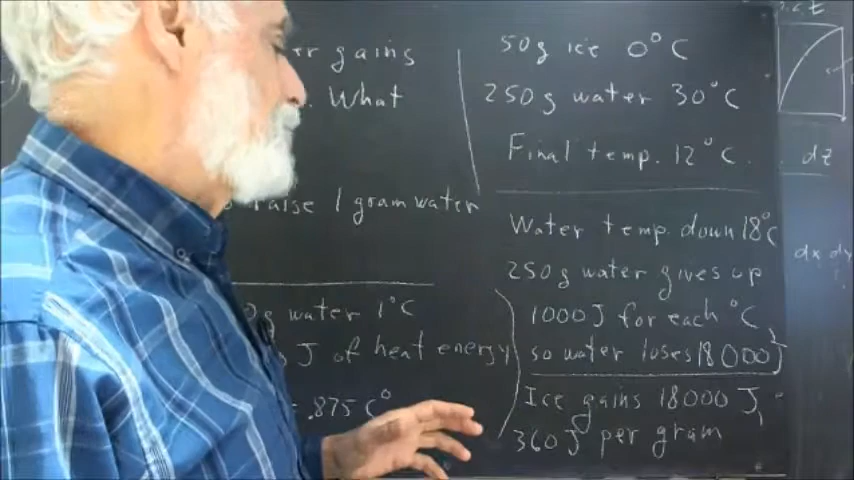 gains
. What
raise 1 gram water
g water 1°C
J of heat energy
.875 C°
50g ice 0°C
250g water 30°C
Final temp. 12°C.
Water temp. down 18°C
250g water gives up
1000 J for each °C
so water loses 18000 J
Ice gains 18000 J,
360 J per gram
dz
dx dy